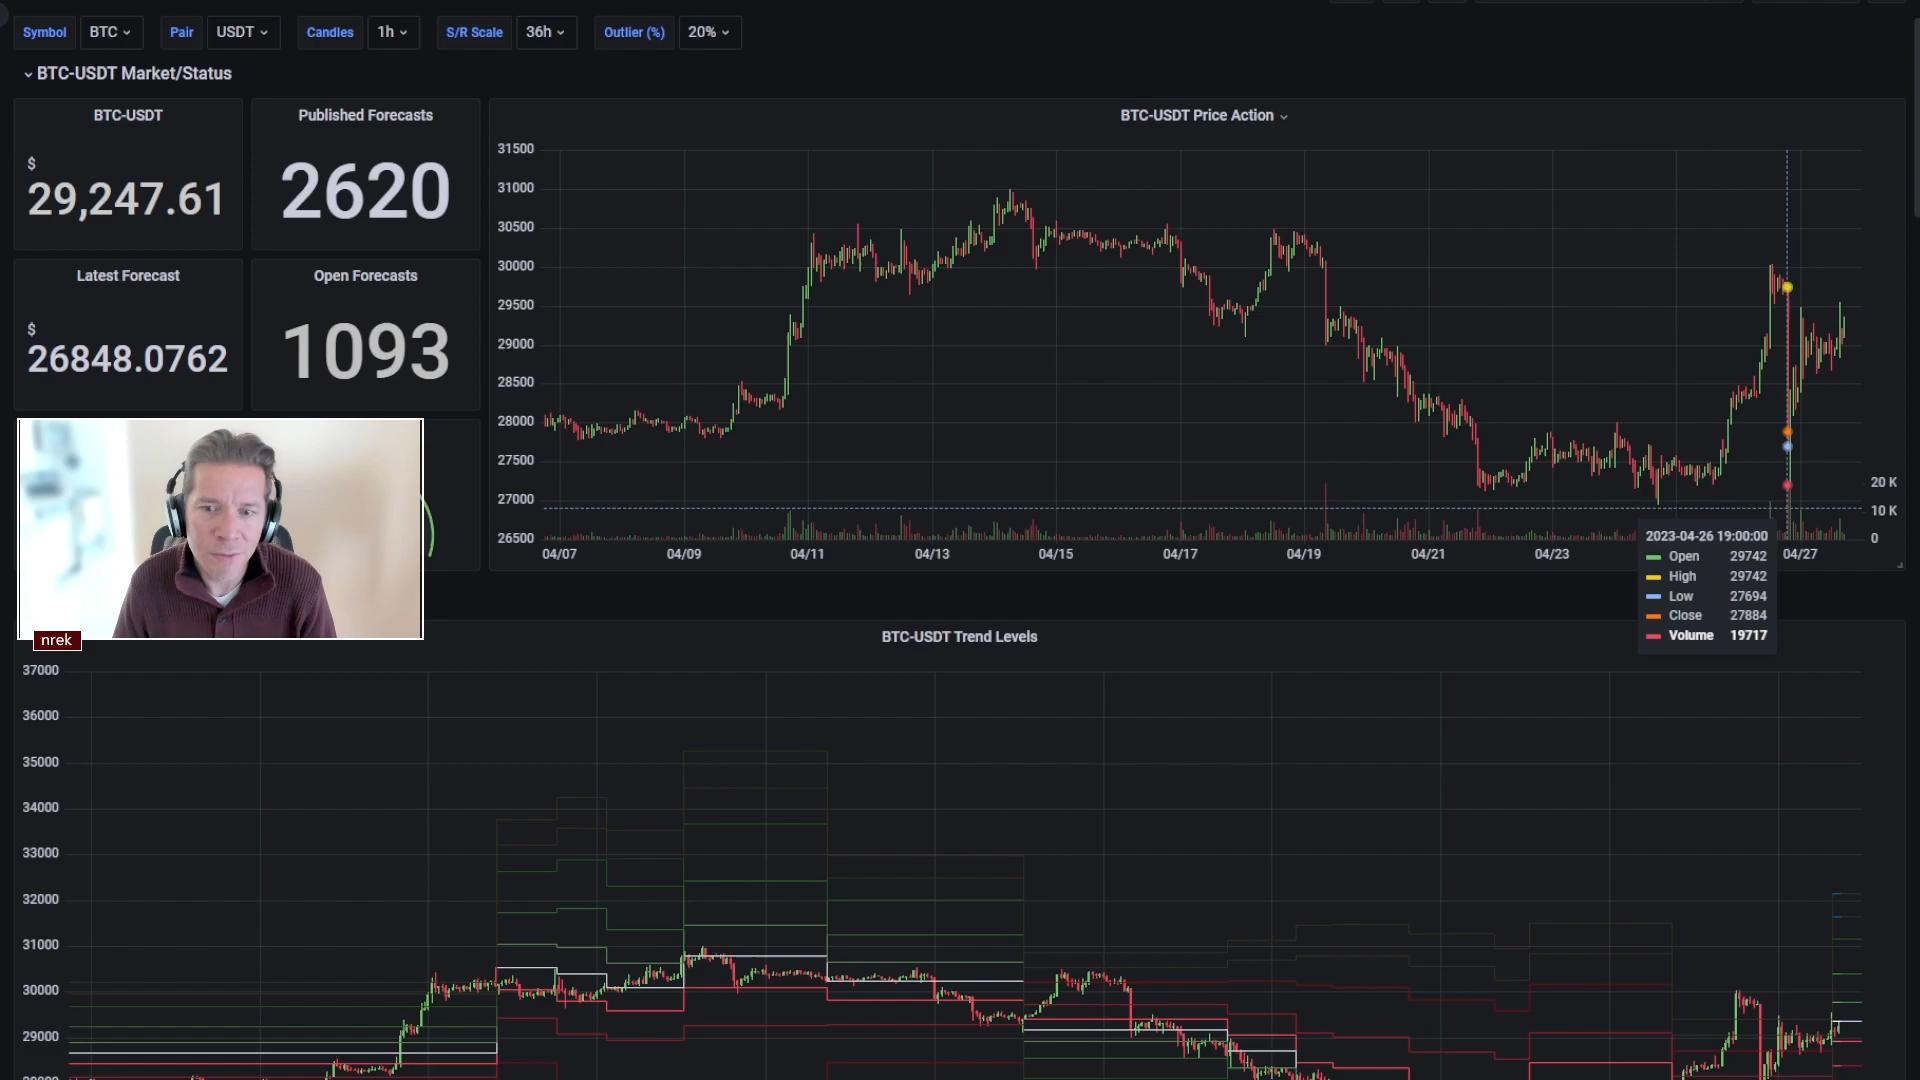 Symbol BTC Pair USDT Candles 1h S/R Scale 36h Outlier (%) 20%
BTC-USDT Market/Status
BTC-USDT
$
29,247.61
Published Forecasts
2620
Latest Forecast
$
26848.0762
Open Forecasts
1093
nrek
BTC-USDT Price Action
31500
31000
30500
30000
29500
29000
28500
28000
27500
27000
26500
20 K
10 K
0
04/07 04/09 04/11 04/13 04/15 04/17 04/19 04/21 04/23 04/27
2023-04-26 19:00:00
Open 29742
High 29742
Low 27694
Close 27884
Volume 19717
BTC-USDT Trend Levels
37000
36000
35000
34000
33000
32000
31000
30000
29000